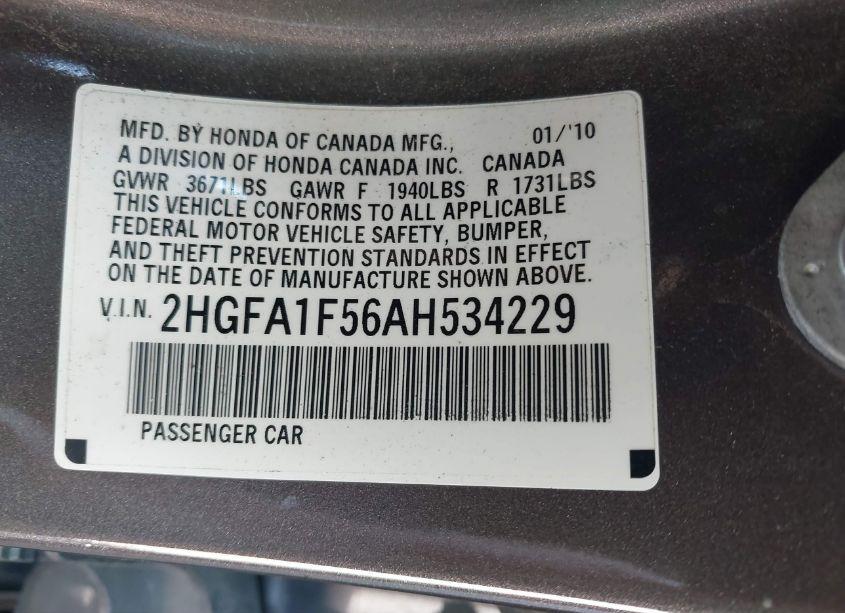 MFD. BY HONDA OF CANADA MFG., 01/'10
A DIVISION OF HONDA CANADA INC. CANADA
GVWR 3671LBS GAWR F 1940LBS R 1731LBS
THIS VEHICLE CONFORMS TO ALL APPLICABLE
FEDERAL MOTOR VEHICLE SAFETY, BUMPER,
AND THEFT PREVENTION STANDARDS IN EFFECT
ON THE DATE OF MANUFACTURE SHOWN ABOVE.
V.I.N. 2HGFA1F56AH534229
PASSENGER CAR